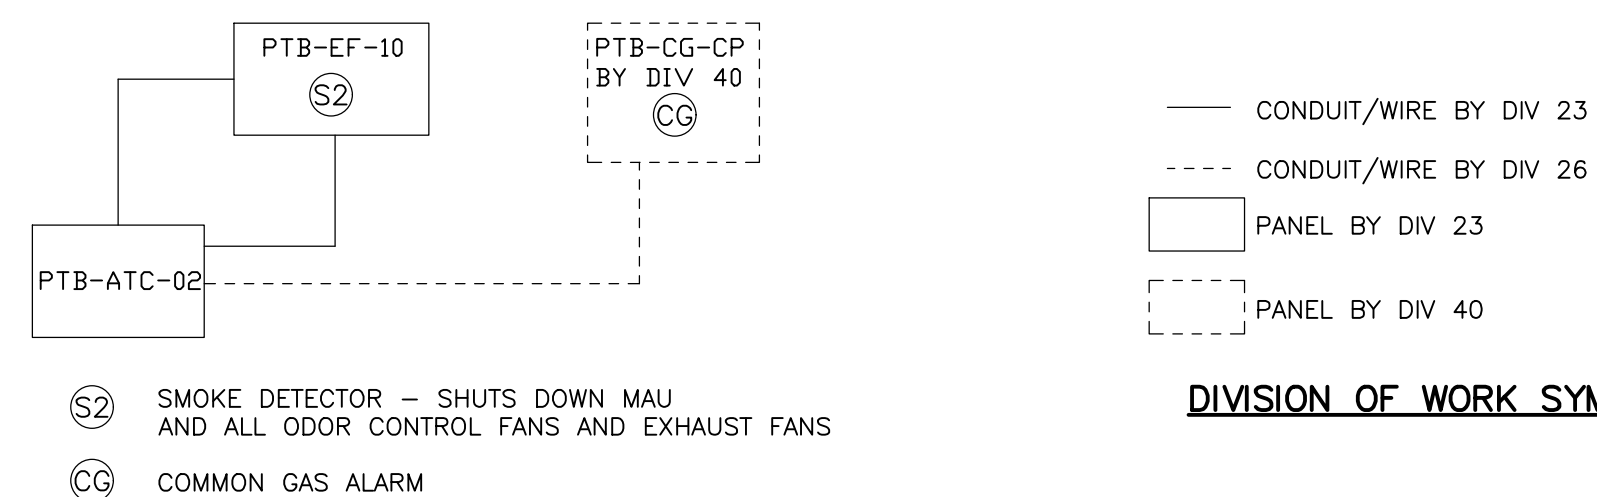 PTB-EF-10
S2
PTB-CG-CP
BY DIV 40
CG
PTB-ATC-02
S2 SMOKE DETECTOR – SHUTS DOWN MAU
AND ALL ODOR CONTROL FANS AND EXHAUST FANS
CG COMMON GAS ALARM
CONDUIT/WIRE BY DIV 23
CONDUIT/WIRE BY DIV 26
PANEL BY DIV 23
PANEL BY DIV 40
DIVISION OF WORK